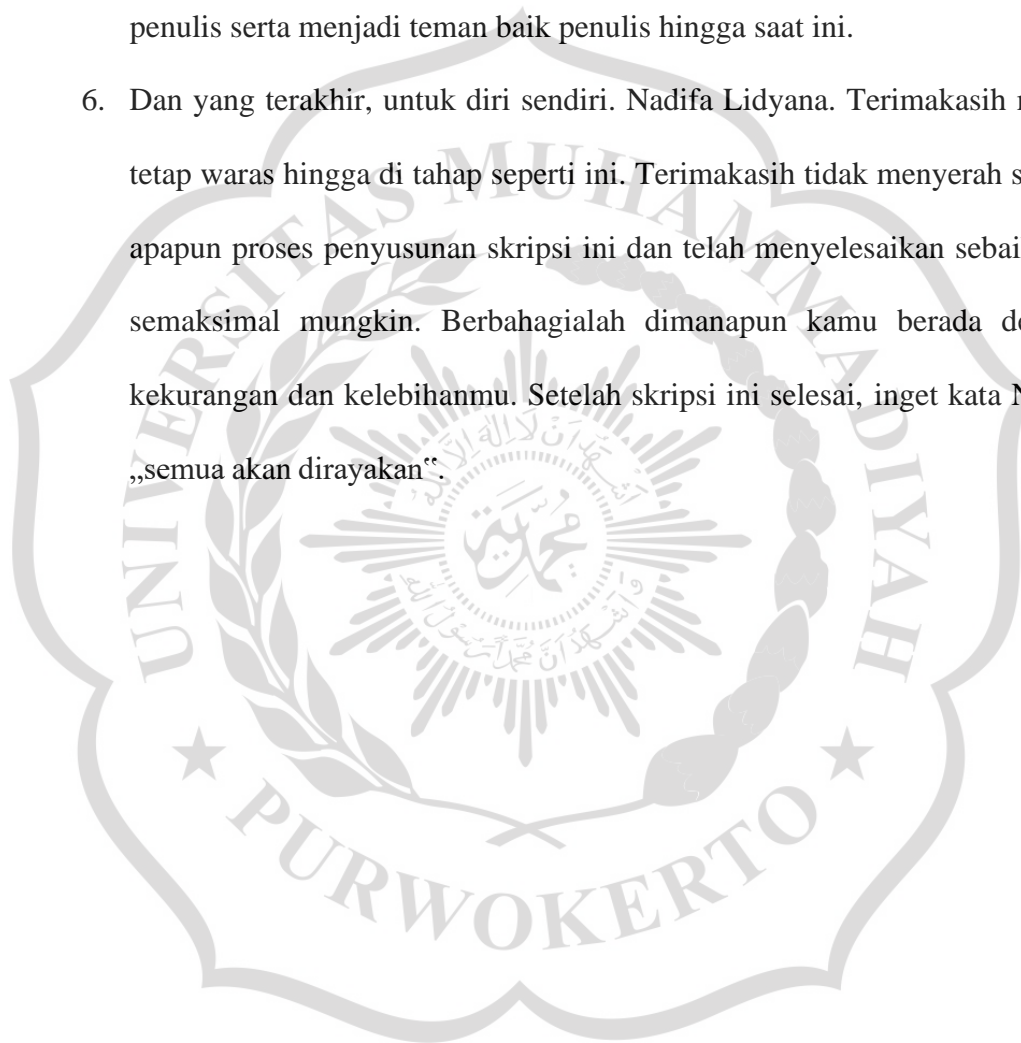 penulis serta menjadi teman baik penulis hingga saat ini.
6. Dan yang terakhir, untuk diri sendiri. Nadifa Lidyana. Terimakasih
tetap waras hingga di tahap seperti ini. Terimakasih tidak menyerah
apapun proses penyusunan skripsi ini dan telah menyelesaikan
semaksimal mungkin. Berbahagialah dimanapun kamu berada
kekurangan dan kelebihanmu. Setelah skripsi ini selesai, inget kata
„semua akan dirayakan“.
UNIVERSITAS MUHAMMADIYAH
PURWOKERTO